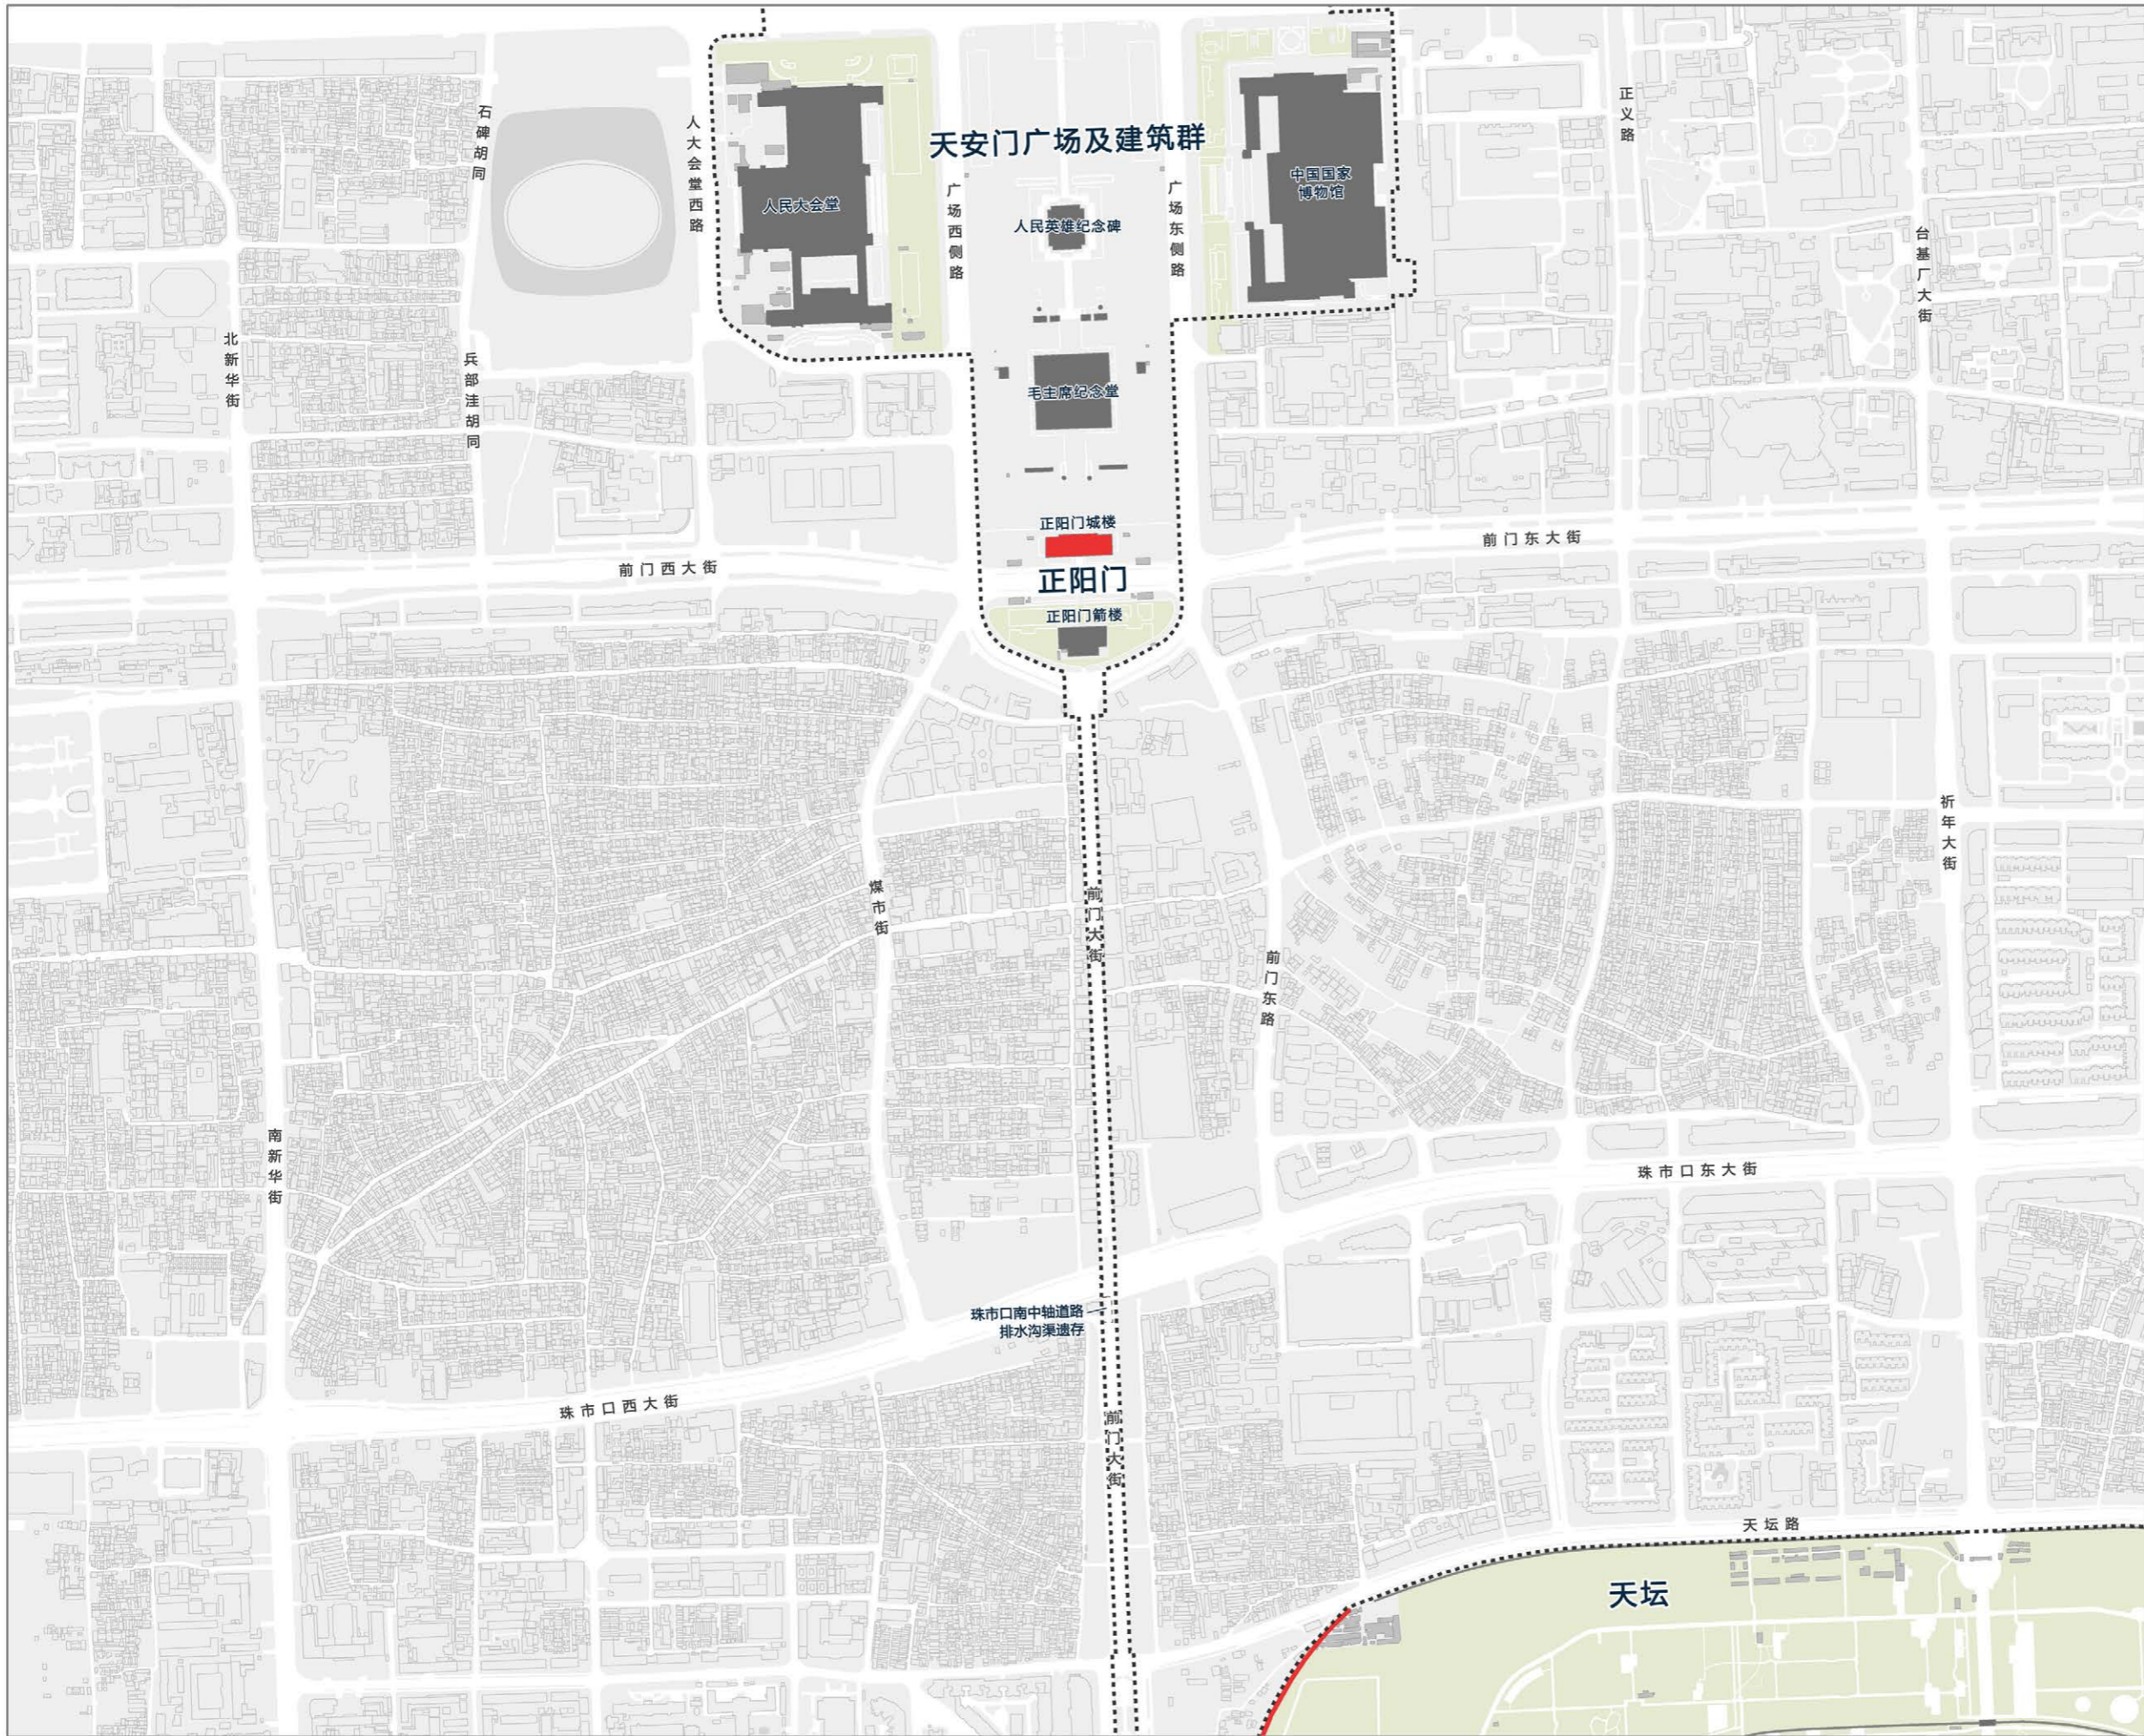 石碑胡同
人大会堂西路
天安门广场及建筑群
正义路
人民大会堂
广场西侧路
人民英雄纪念碑
广场东侧路
中国国家
博物馆
台基厂大街
北新华街
兵部洼胡同
毛主席纪念堂
正阳门城楼
前门东大街
前门西大街
正阳门
正阳门箭楼
祈年大街
煤市街
前门大街
前门东路
南新华街
珠市口东大街
珠市口南中轴道路
排水沟渠遗存
珠市口西大街
前门大街
天坛路
天坛